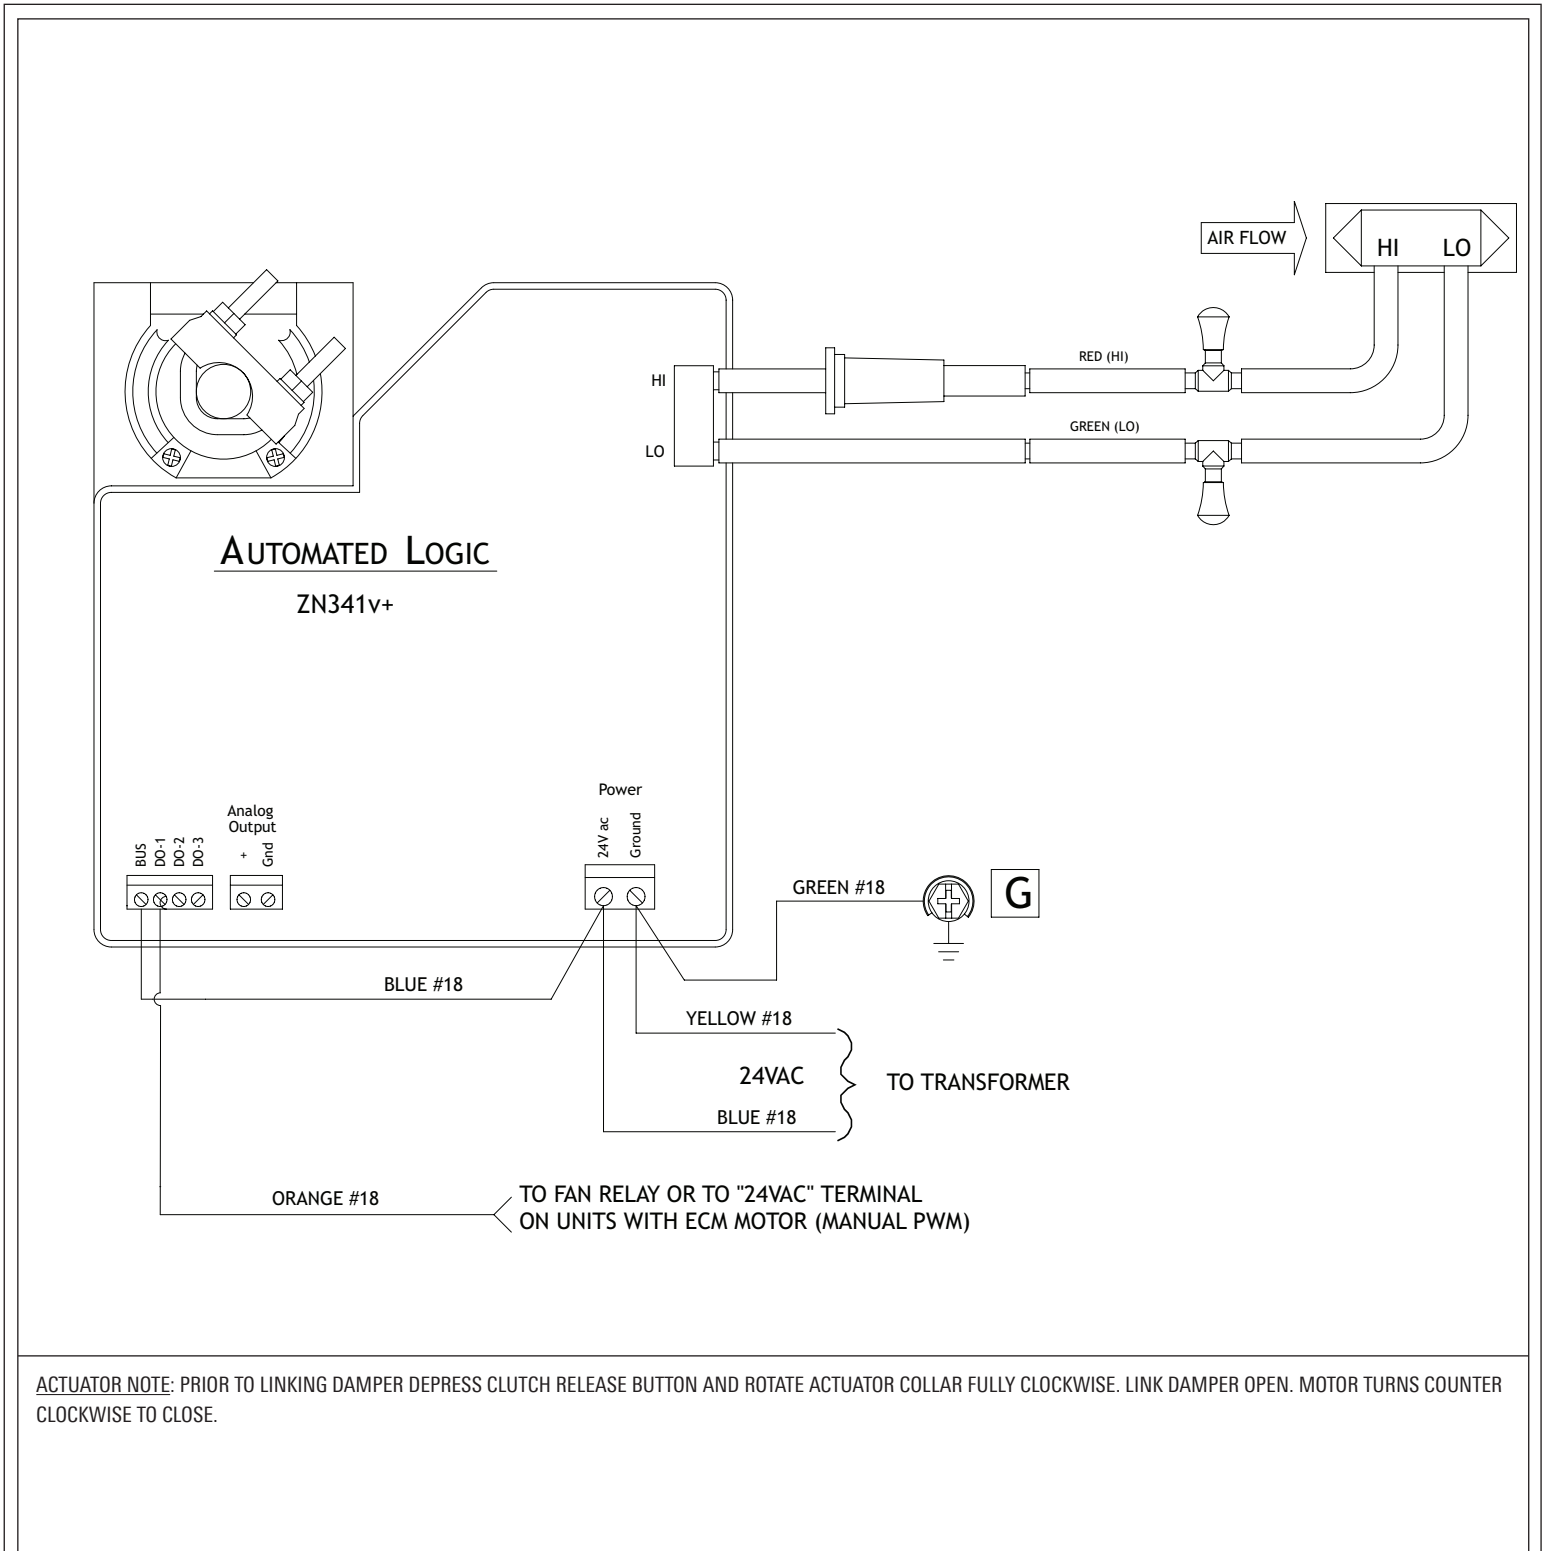 AIR FLOW
HI LO
RED (HI)
HI
GREEN (LO)
LO
AUTOMATED LOGIC
ZN341v+
Power
24V ac
Ground
Analog
Output
+
Gnd
BUS
DO-1
DO-2
DO-3
GREEN #18
G
BLUE #18
YELLOW #18
24VAC
TO TRANSFORMER
BLUE #18
ORANGE #18
TO FAN RELAY OR TO "24VAC" TERMINAL
ON UNITS WITH ECM MOTOR (MANUAL PWM)
ACTUATOR NOTE: PRIOR TO LINKING DAMPER DEPRESS CLUTCH RELEASE BUTTON AND ROTATE ACTUATOR COLLAR FULLY CLOCKWISE. LINK DAMPER OPEN. MOTOR TURNS COUNTER
CLOCKWISE TO CLOSE.